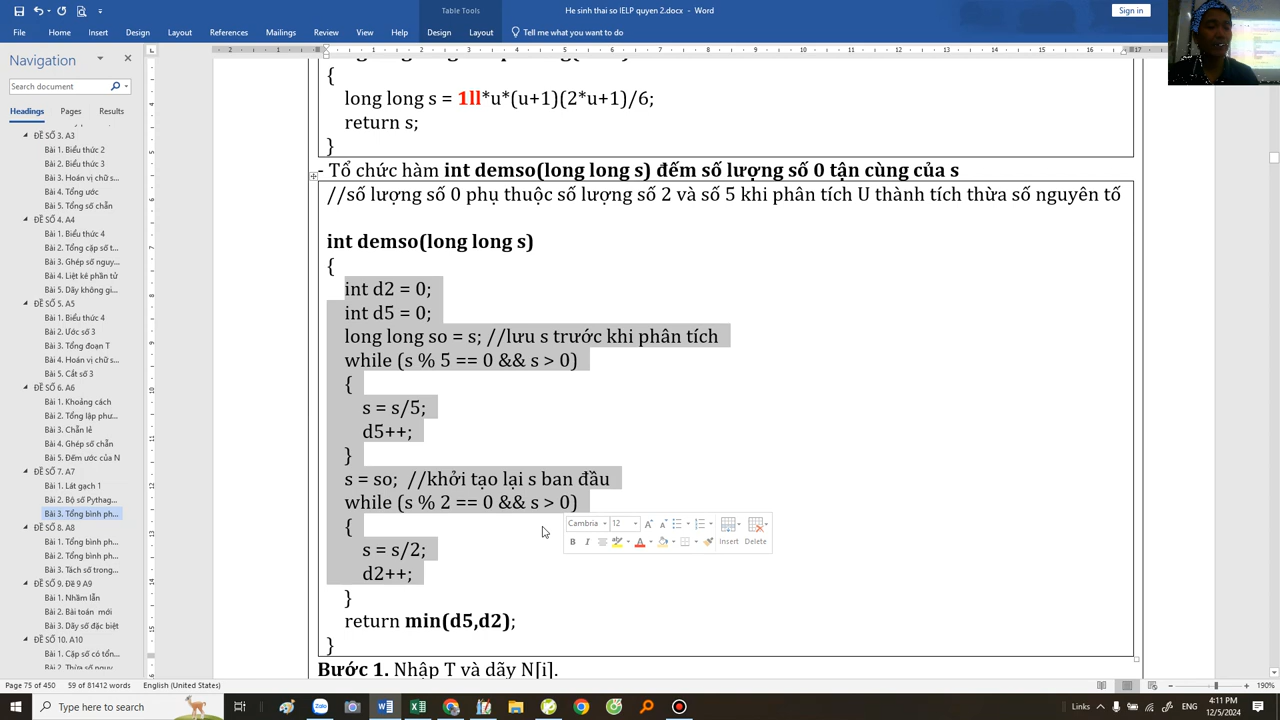 Table Tools
He sinh thai so IELP quyen 2.docx - Word
Sign in
File Home Insert Draw Design Layout References Mailings Review View Help Design Layout Tell me what you want to do
Navigation
Search document
Headings Pages Results
ĐỀ SỐ 3. A3
Bài 1. Biểu thức 2
Bài 2. Biểu thức 3
Bài 3. Hoán vị chữ s...
Bài 4. Tổng ước
Bài 5. Tổng số chẵn
ĐỀ SỐ 4. A4
Bài 1. Biểu thức 4
Bài 2. Tổng cặp số t...
Bài 3. Ghép số nguy...
Bài 4. Liệt kê phần tử
Bài 5. Dãy không gi...
ĐỀ SỐ 5. A5
Bài 1. Biểu thức 4
Bài 2. Ước số 3
Bài 3. Tổng đoạn T
Bài 4. Hoán vị chữ s...
Bài 5. Cắt số 3
ĐỀ SỐ 6. A6
Bài 1. Khoảng cách
Bài 2. Tổng lập phư...
Bài 3. Chẵn lẻ
Bài 4. Ghép số chẵn
Bài 5. Đếm ước của N
ĐỀ SỐ 7. A7
Bài 1. Lát gạch 1
Bài 2. Bộ số Pythag...
Bài 3. Tổng bình ph...
ĐỀ SỐ 8. A8
Bài 1. Tổng bình ph...
Bài 2. Tổng bình ph...
Bài 3. Tách số trong...
ĐỀ SỐ 9. Đề 9 A9
Bài 1. Nhầm lẫn
Bài 2. Bài toán mới
Bài 3. Dãy số đặc biệt
ĐỀ SỐ 10. A10
Bài 1. Cặp số có tổn...
Bài 2. Thừa số nguy...
{
long long s = 1ll*u*(u+1)(2*u+1)/6;
return s;
}
- Tổ chức hàm int demso(long long s) đếm số lượng số 0 tận cùng của s
//số lượng số 0 phụ thuộc số lượng số 2 và số 5 khi phân tích U thành tích thừa số nguyên tố
int demso(long long s)
{
int d2 = 0;
int d5 = 0;
long long so = s; //lưu s trước khi phân tích
while (s % 5 == 0 && s > 0)
{
s = s/5;
d5++;
}
s = so; //khởi tạo lại s ban đầu
while (s % 2 == 0 && s > 0)
{
s = s/2;
d2++;
}
return min(d5,d2);
}
Bước 1. Nhập T và dãy N[i].
Cambria 12
B I A Insert Delete
Page 75 of 450 59 of 81412 words English (United States)
190%
Type here to search
4:11 PM
5/26/2024